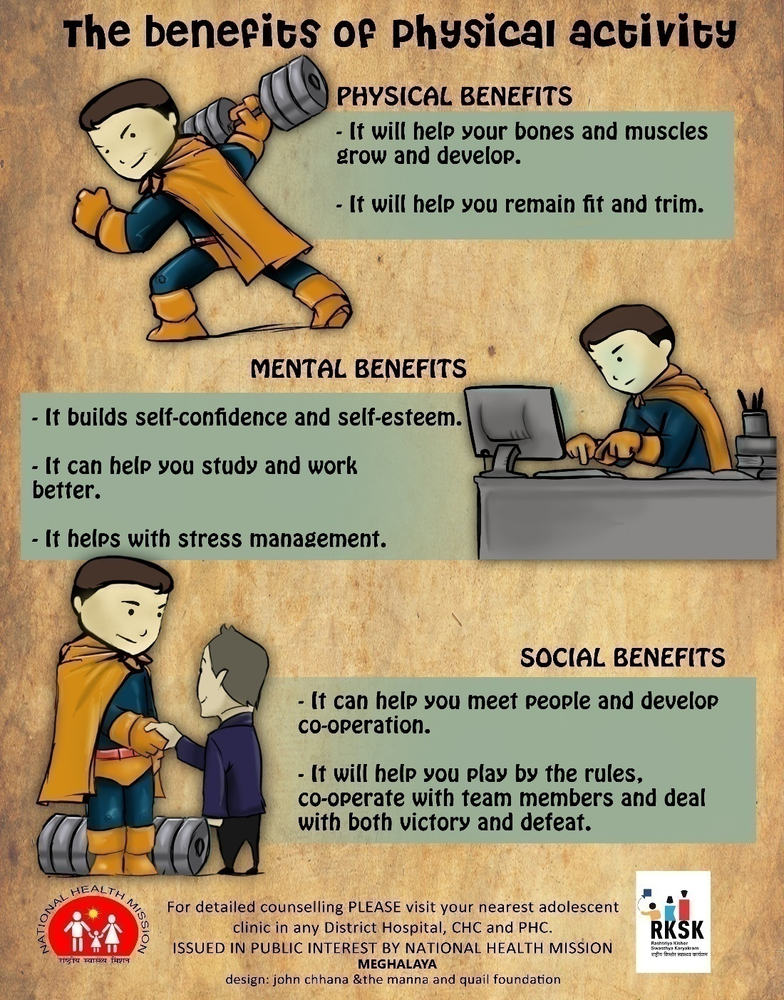 The benefits of physical activity
PHYSICAL BENEFITS
- It will help your bones and muscles
grow and develop.
- It will help you remain fit and trim.
MENTAL BENEFITS
- It builds self-confidence and self-esteem.
- It can help you study and work
better.
- It helps with stress management.
SOCIAL BENEFITS
- It can help you meet people and develop
co-operation.
- It will help you play by the rules,
co-operate with team members and deal
with both victory and defeat.
NATIONAL HEALTH MISSION
राष्ट्रीय स्वास्थ्य मिशन
For detailed counselling PLEASE visit your nearest adolescent
clinic in any District Hospital, CHC and PHC.
ISSUED IN PUBLIC INTEREST BY NATIONAL HEALTH MISSION
MEGHALAYA
design: john chhana &the manna and quail foundation
RKSK
Rashtriya Kishor
Swasthya Karyakram
राष्ट्रीय किशोर स्वास्थ्य कार्यक्रम